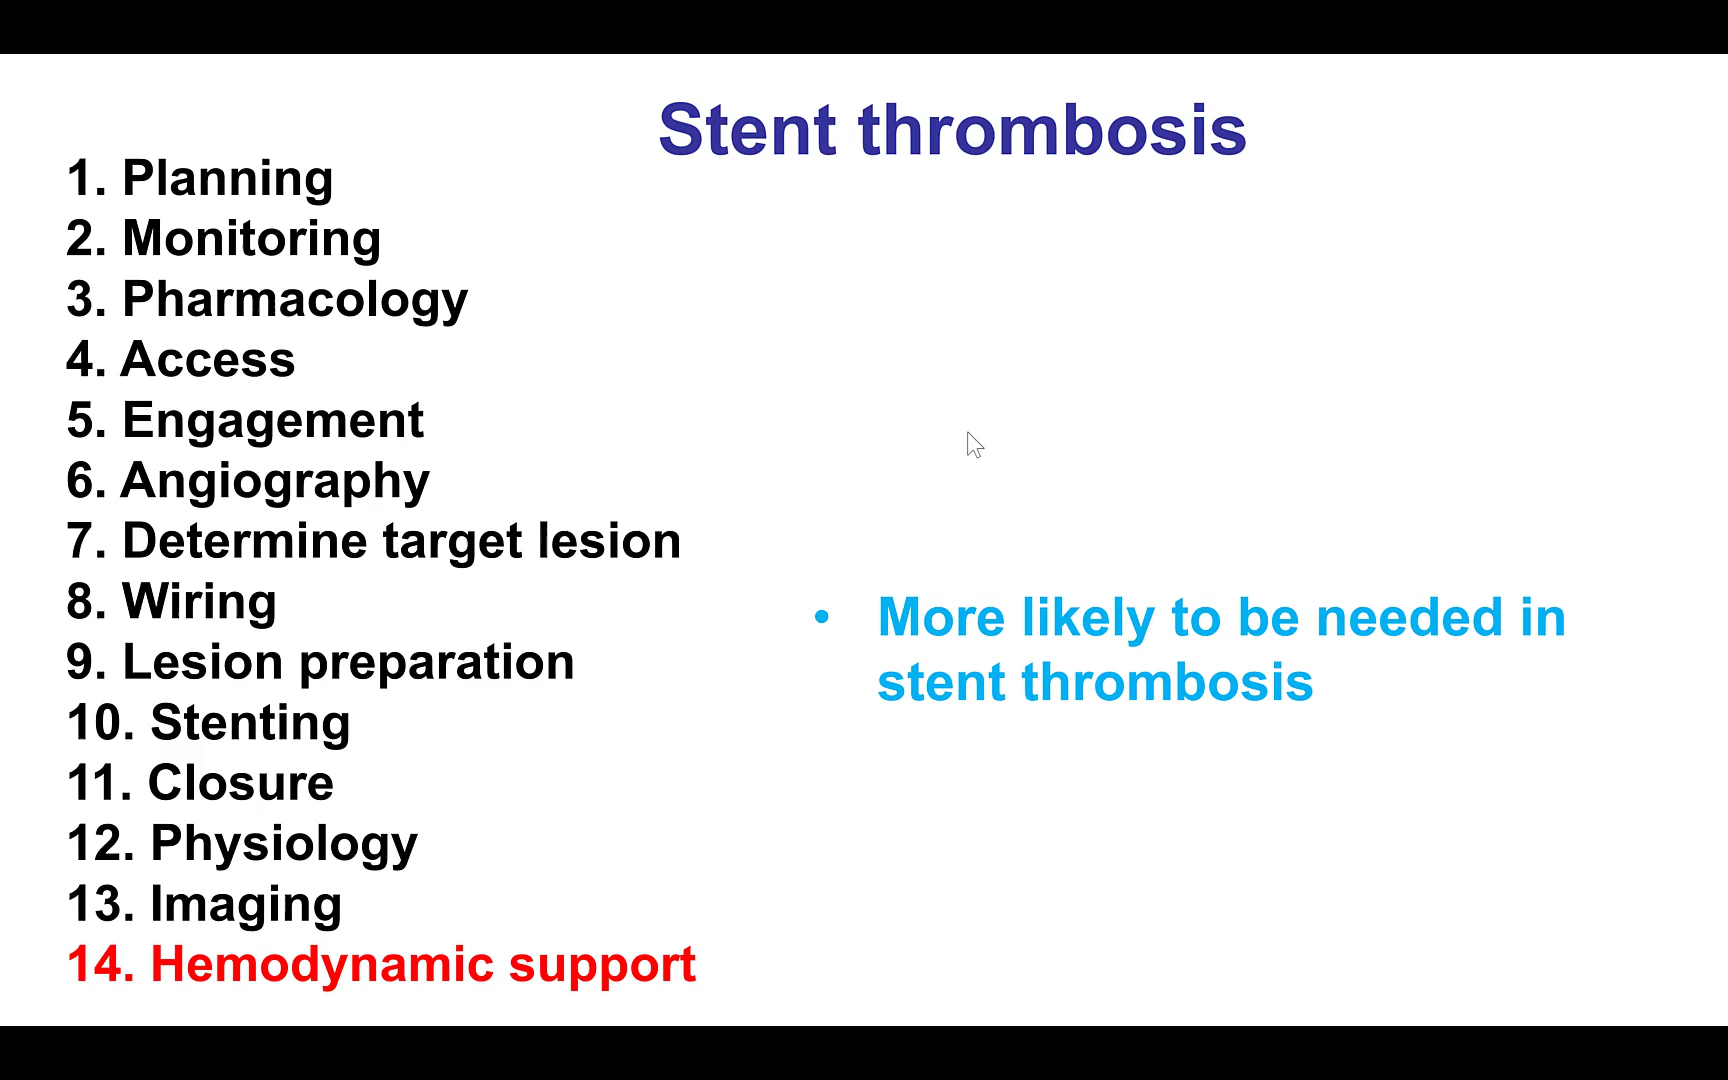 Stent thrombosis
1. Planning
2. Monitoring
3. Pharmacology
4. Access
5. Engagement
6. Angiography
7. Determine target lesion
8. Wiring
9. Lesion preparation
10. Stenting
11. Closure
12. Physiology
13. Imaging
14. Hemodynamic support
• More likely to be needed in
stent thrombosis